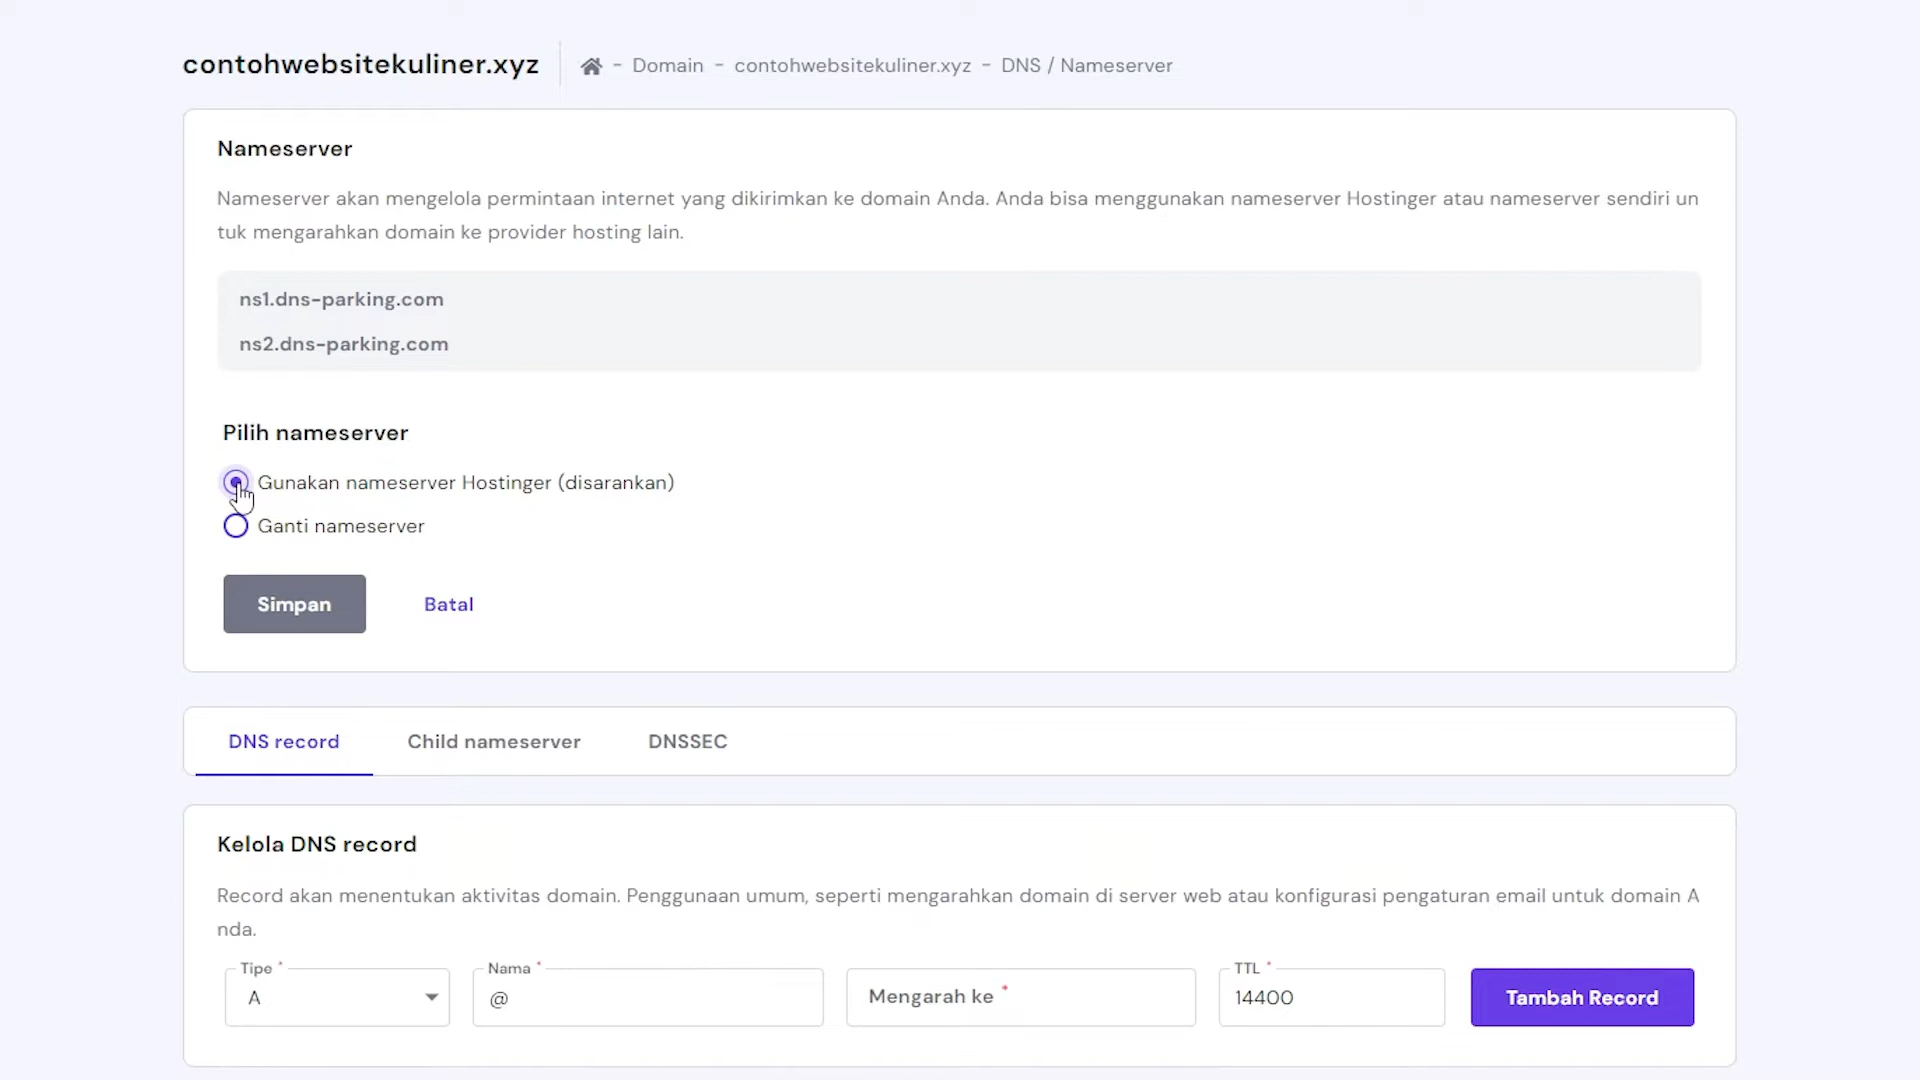 contohwebsitekuliner.xyz
- Domain - contohwebsitekuliner.xyz - DNS / Nameserver
Nameserver
Nameserver akan mengelola permintaan internet yang dikirimkan ke domain Anda. Anda bisa menggunakan nameserver Hostinger atau nameserver sendiri un
tuk mengarahkan domain ke provider hosting lain.
ns1.dns-parking.com
ns2.dns-parking.com
Pilih nameserver
Gunakan nameserver Hostinger (disarankan)
Ganti nameserver
Simpan Batal
DNS record Child nameserver DNSSEC
Kelola DNS record
Record akan menentukan aktivitas domain. Penggunaan umum, seperti mengarahkan domain di server web atau konfigurasi pengaturan email untuk domain A
nda.
Tipe * Nama * TTL *
A @ Mengarah ke * 14400 Tambah Record